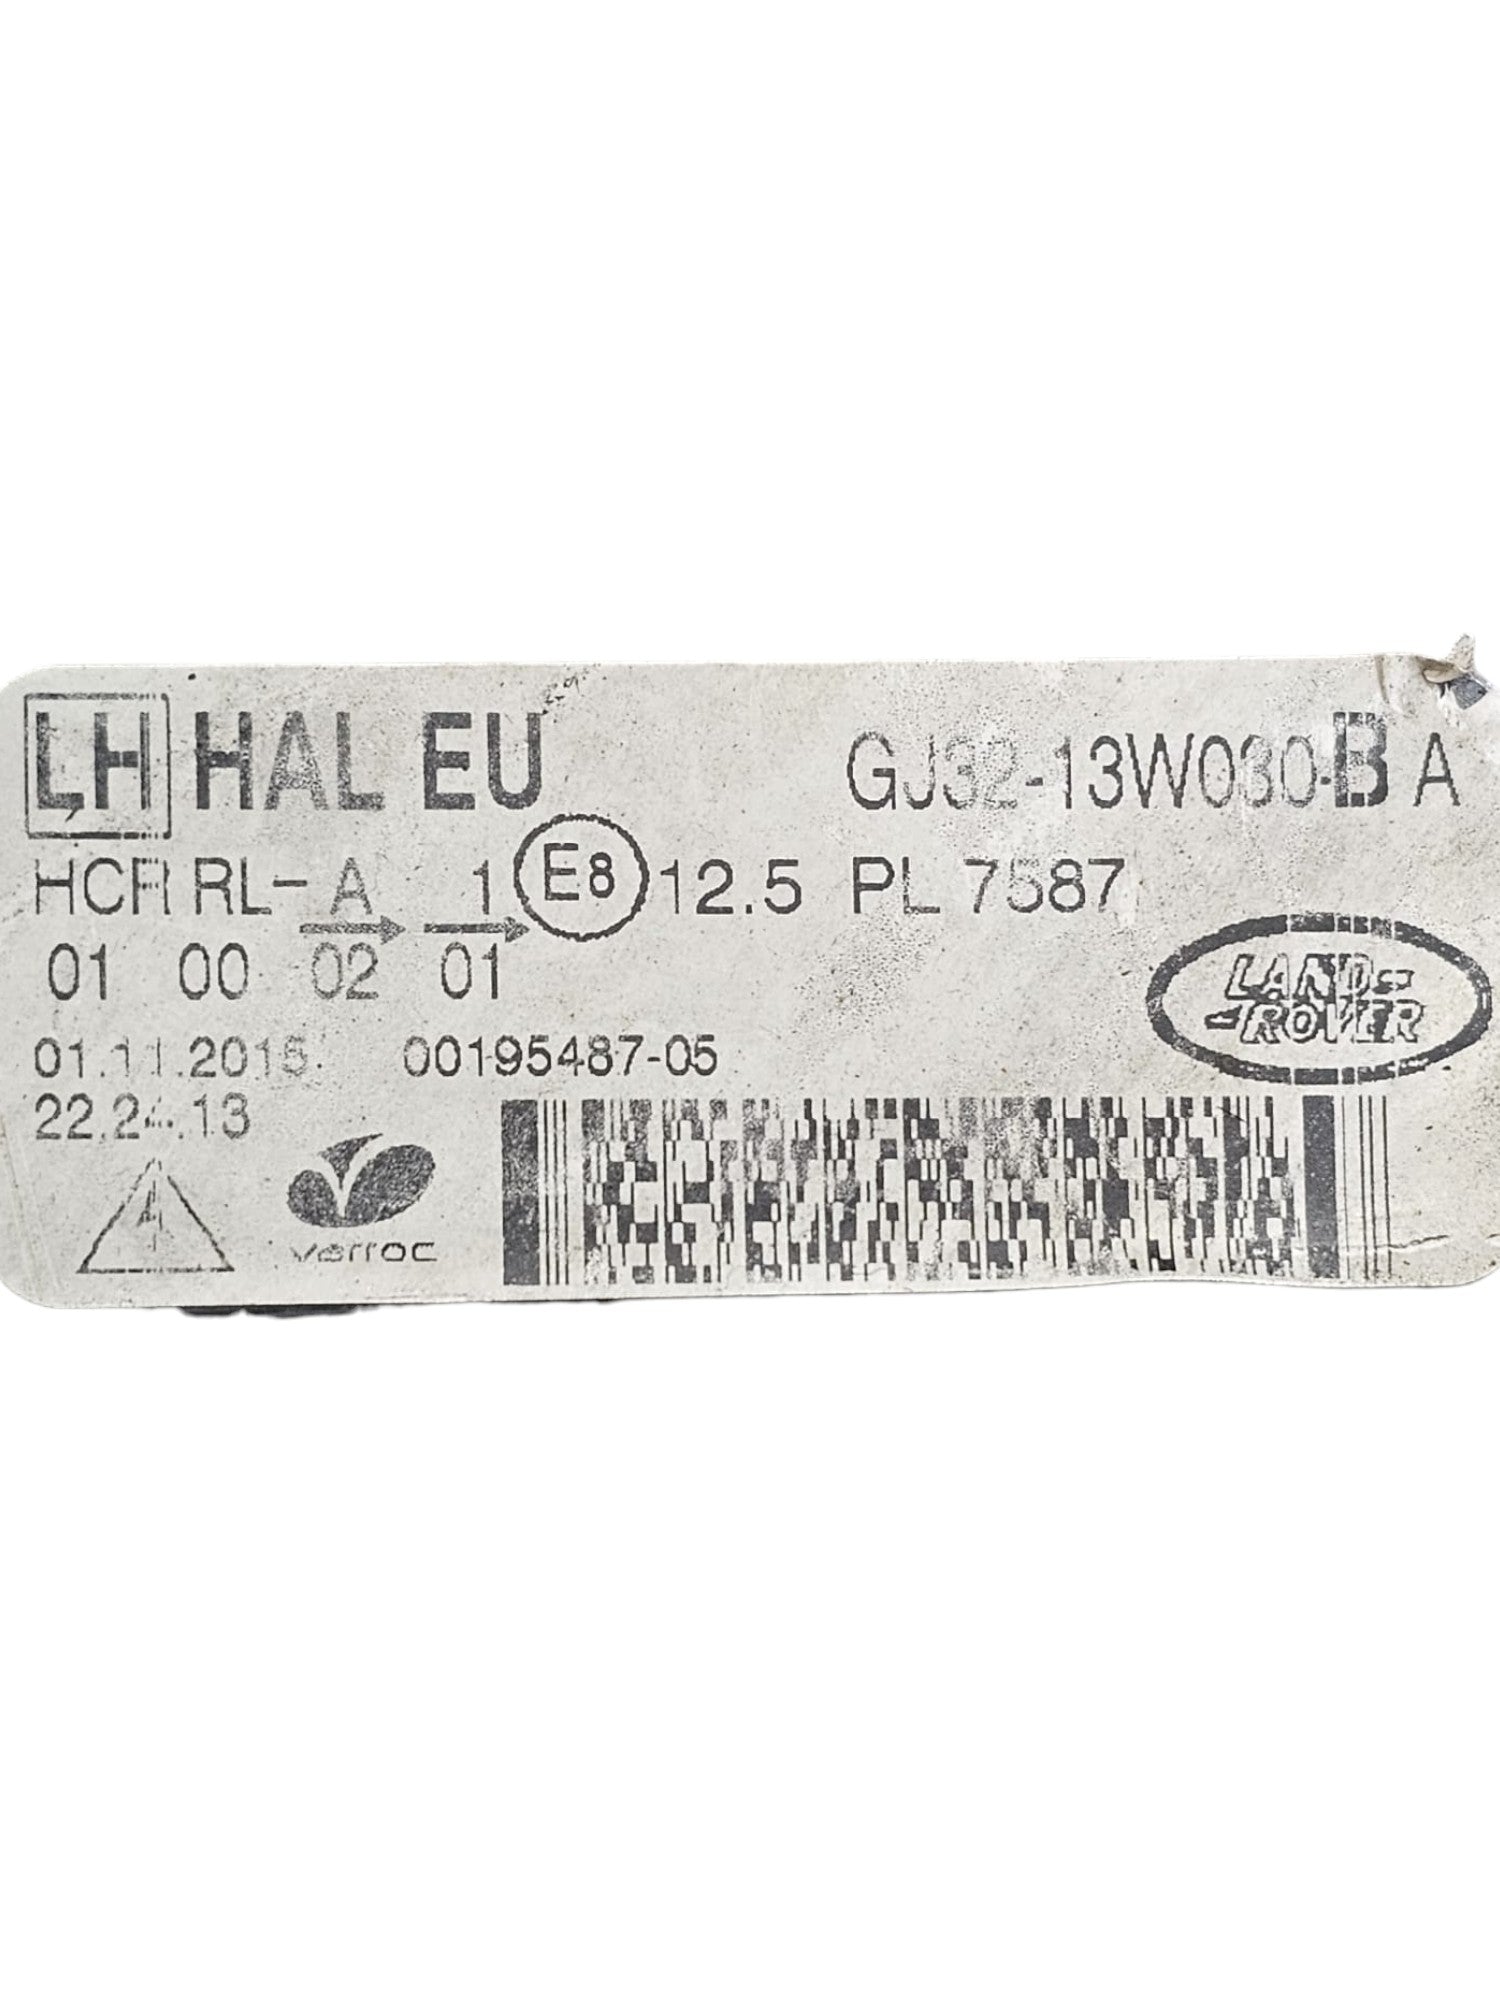 LH HAL EU GJ32-13W030-B A
HCR RL- A 1 E8 12.5 PL 7587
01 00 02 01
LAND-
-ROVER
01.11.2015 00195487-05
22.24.13
varroc